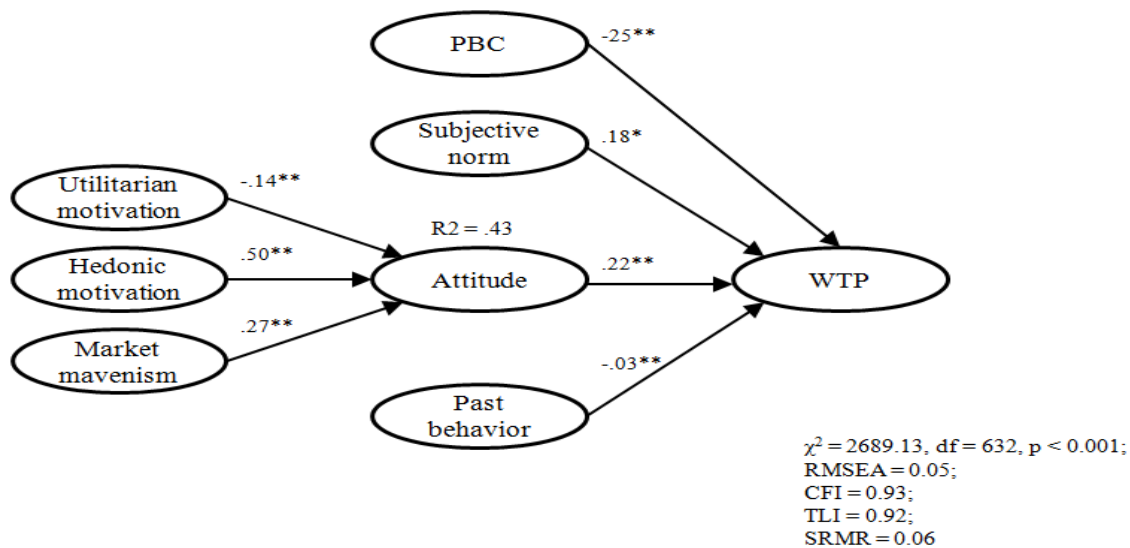 PBC
-25**
Subjective
norm
.18*
Utilitarian
motivation
-.14**
R2 = .43
Hedonic
motivation
.50**
Attitude
.22**
WTP
Market
mavenism
.27**
Past
behavior
-.03**
χ² = 2689.13, df = 632, p < 0.001;
RMSEA = 0.05;
CFI = 0.93;
TLI = 0.92;
SRMR = 0.06